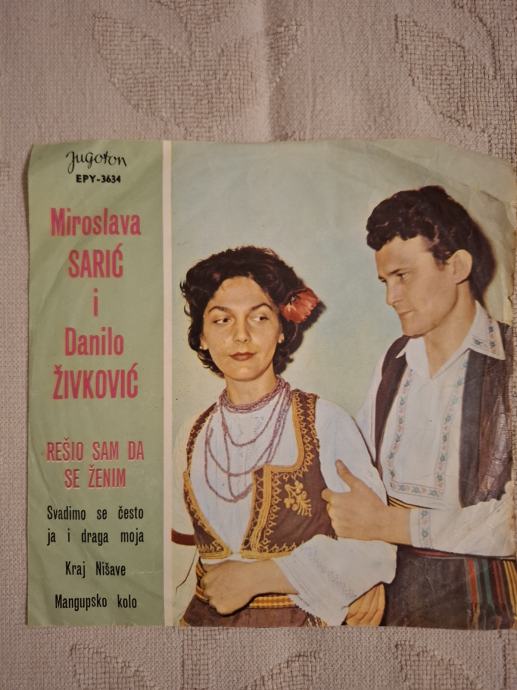 Jugoton
EPY-3634
Miroslava
SARIĆ
i
Danilo
ŽIVKOVIĆ
REŠIO SAM DA
SE ŽENIM
Svadimo se često
ja i draga moja
Kraj Nišave
Mangupsko kolo